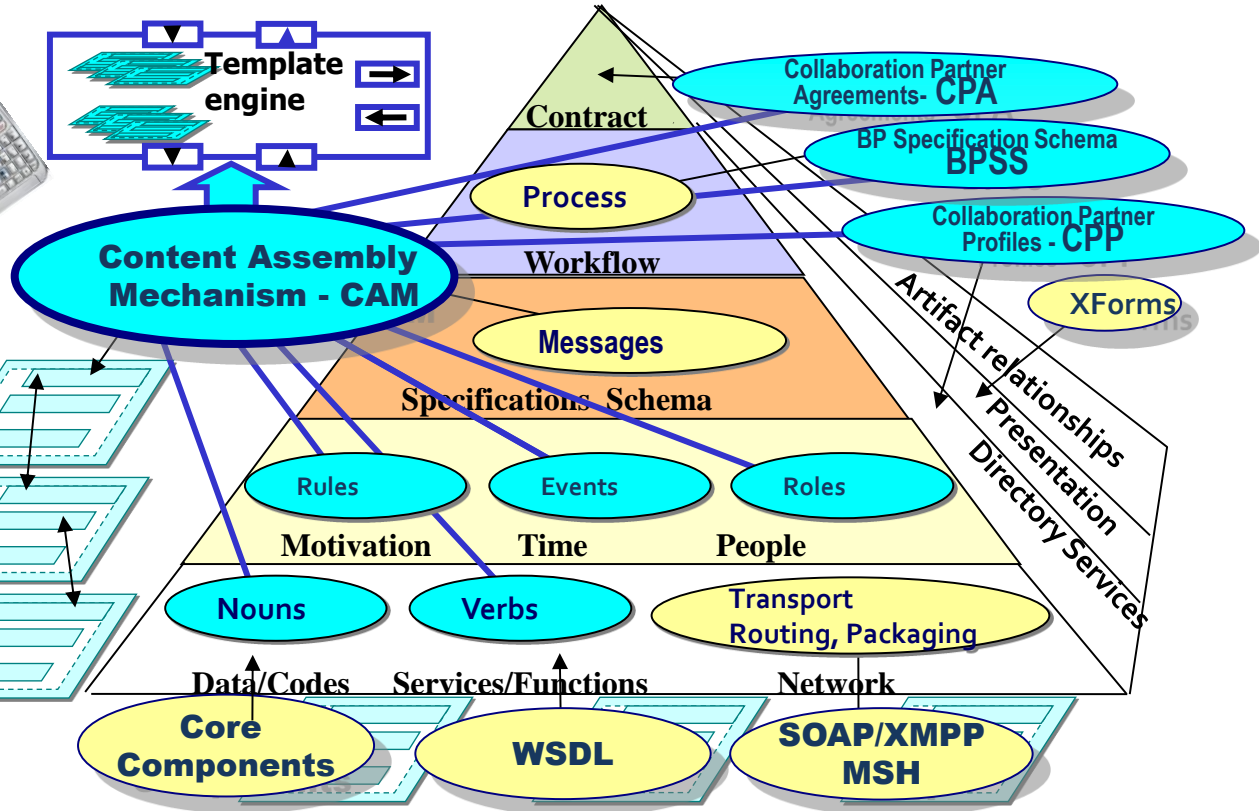 Template
engine
Collaboration Partner
Agreements- CPA
Contract
BP Specification Schema
BPSS
Process
Collaboration Partner
Profiles - CPP
Content Assembly
Mechanism - CAM
Workflow
XForms
Artifact relationships
Presentation
Directory Services
Messages
Specifications Schema
Rules
Events
Roles
Motivation
Time
People
Nouns
Verbs
Transport
Routing, Packaging
Data/Codes
Services/Functions
Network
Core
Components
WSDL
SOAP/XMPP
MSH